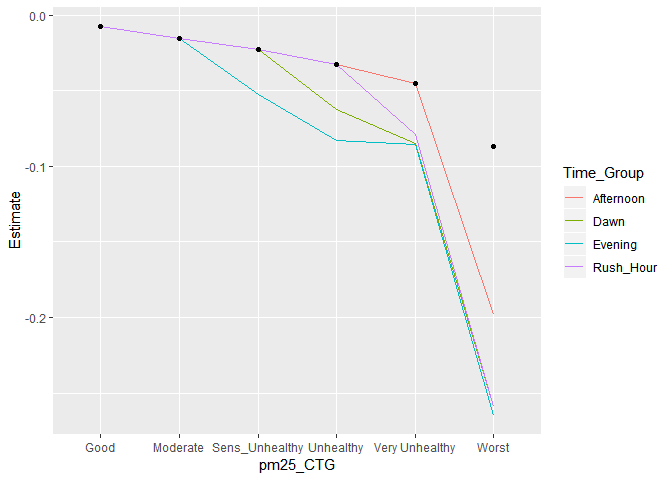 0.0
-0.1
-0.2
Estimate
Good Moderate Sens_Unhealthy Unhealthy Very Unhealthy Worst
pm25_CTG
Time_Group
Afternoon
Dawn
Evening
Rush_Hour